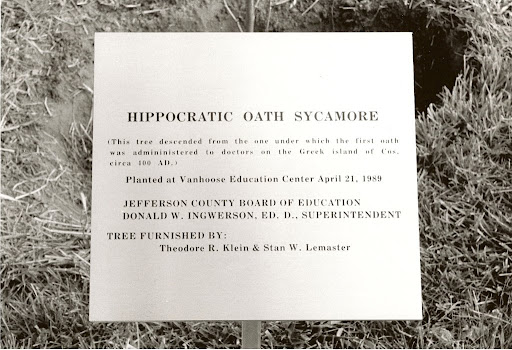 HIPPOCRATIC OATH SYCAMORE
(This tree descended from the one under which the first oath
was admininistered to doctors on the Greek island of Cos,
circa 400 AD.)
Planted at Vanhoose Education Center April 21, 1989
JEFFERSON COUNTY BOARD OF EDUCATION
DONALD W. INGWERSON, ED. D., SUPERINTENDENT
TREE FURNISHED BY:
Theodore R. Klein & Stan W. Lemaster